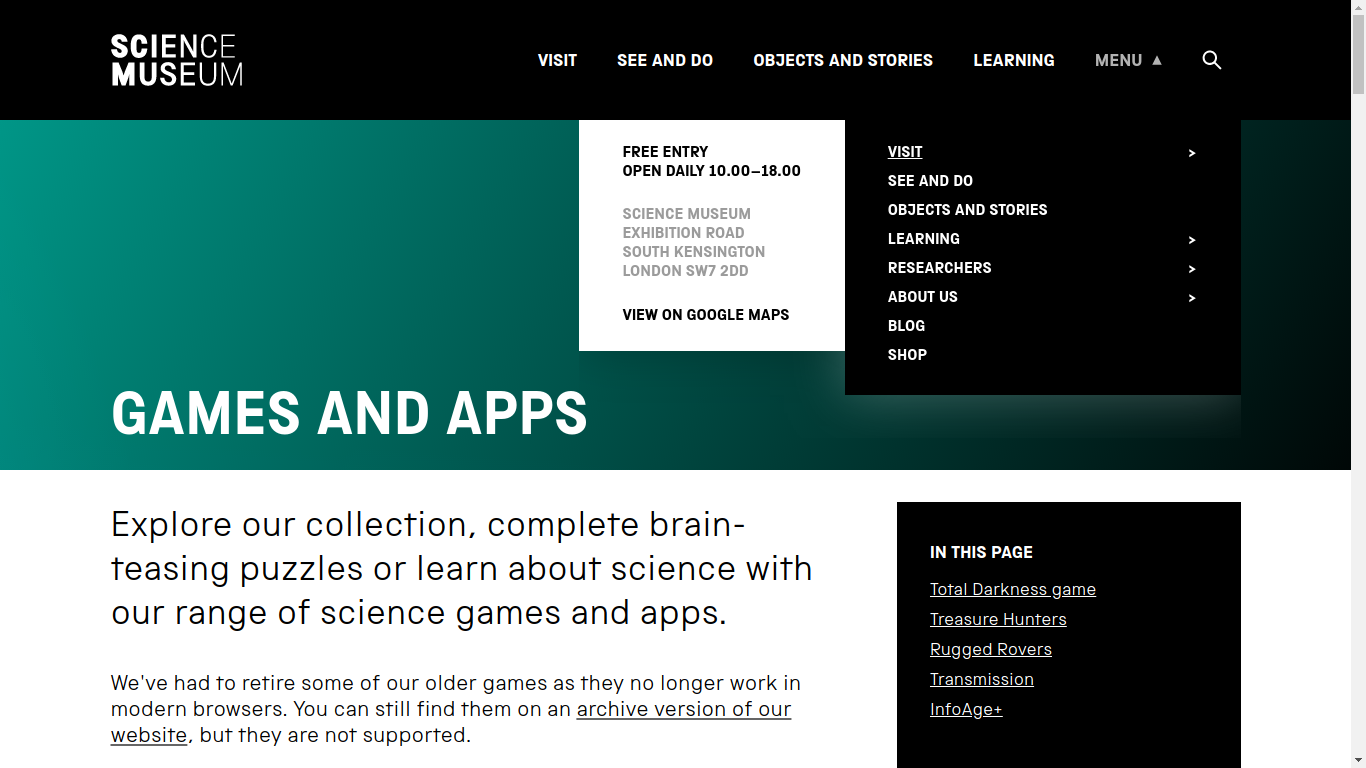 SCIENCE
MUSEUM
VISIT
SEE AND DO
OBJECTS AND STORIES
LEARNING
MENU ▲
FREE ENTRY
OPEN DAILY 10.00–18.00
SCIENCE MUSEUM
EXHIBITION ROAD
SOUTH KENSINGTON
LONDON SW7 2DD
VIEW ON GOOGLE MAPS
VISIT >
SEE AND DO
OBJECTS AND STORIES
LEARNING >
RESEARCHERS >
ABOUT US >
BLOG
SHOP
GAMES AND APPS
Explore our collection, complete brain-
teasing puzzles or learn about science with
our range of science games and apps.
We've had to retire some of our older games as they no longer work in
modern browsers. You can still find them on an archive version of our
website, but they are not supported.
IN THIS PAGE
Total Darkness game
Treasure Hunters
Rugged Rovers
Transmission
InfoAge+